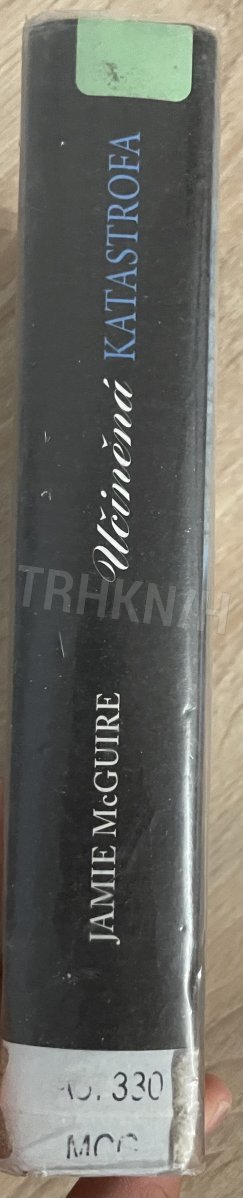 JAMIE McGUIRE Učiněná KATASTROFA
TRHKNIH
330
MCG